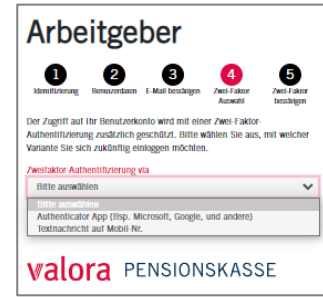 Arbeitgeber
1 2 3 4 5
Identifizierung Benutzerdaten E-Mail bestätigen Zwei-Faktor Auswahl Zwei-Faktor bestätigen
Der Zugriff auf Ihr Benutzerkonto wird mit einer Zwei-Faktor-
Authentifizierung zusätzlich geschützt. Bitte wählen Sie aus, mit welcher
Variante Sie sich zukünftig einloggen möchten.
Zweifaktor-Authentifizierung via
Bitte auswählen
Bitte auswählen
Authenticator App (Bsp. Microsoft, Google, und andere)
Textnachricht auf Mobil-Nr.
valora PENSIONSKASSE